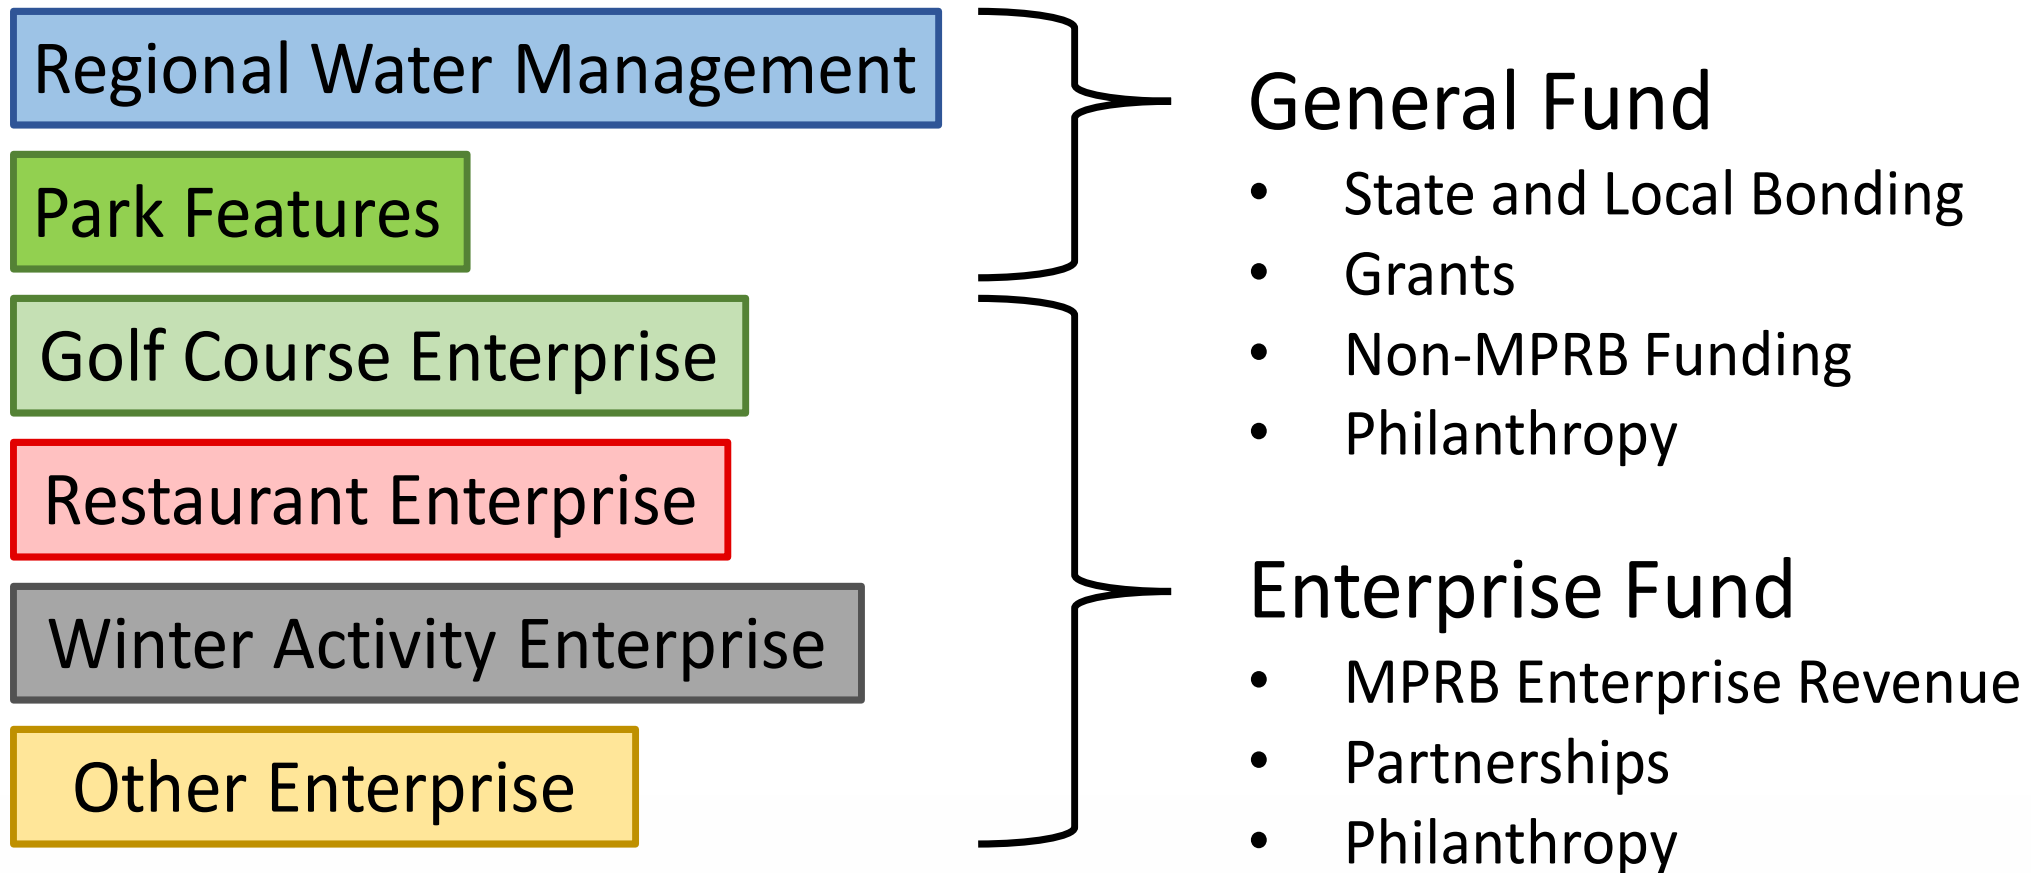 Regional Water Management
Park Features
Golf Course Enterprise
Restaurant Enterprise
Winter Activity Enterprise
Other Enterprise
General Fund
• State and Local Bonding
• Grants
• Non-MPRB Funding
• Philanthropy
Enterprise Fund
• MPRB Enterprise Revenue
• Partnerships
• Philanthropy